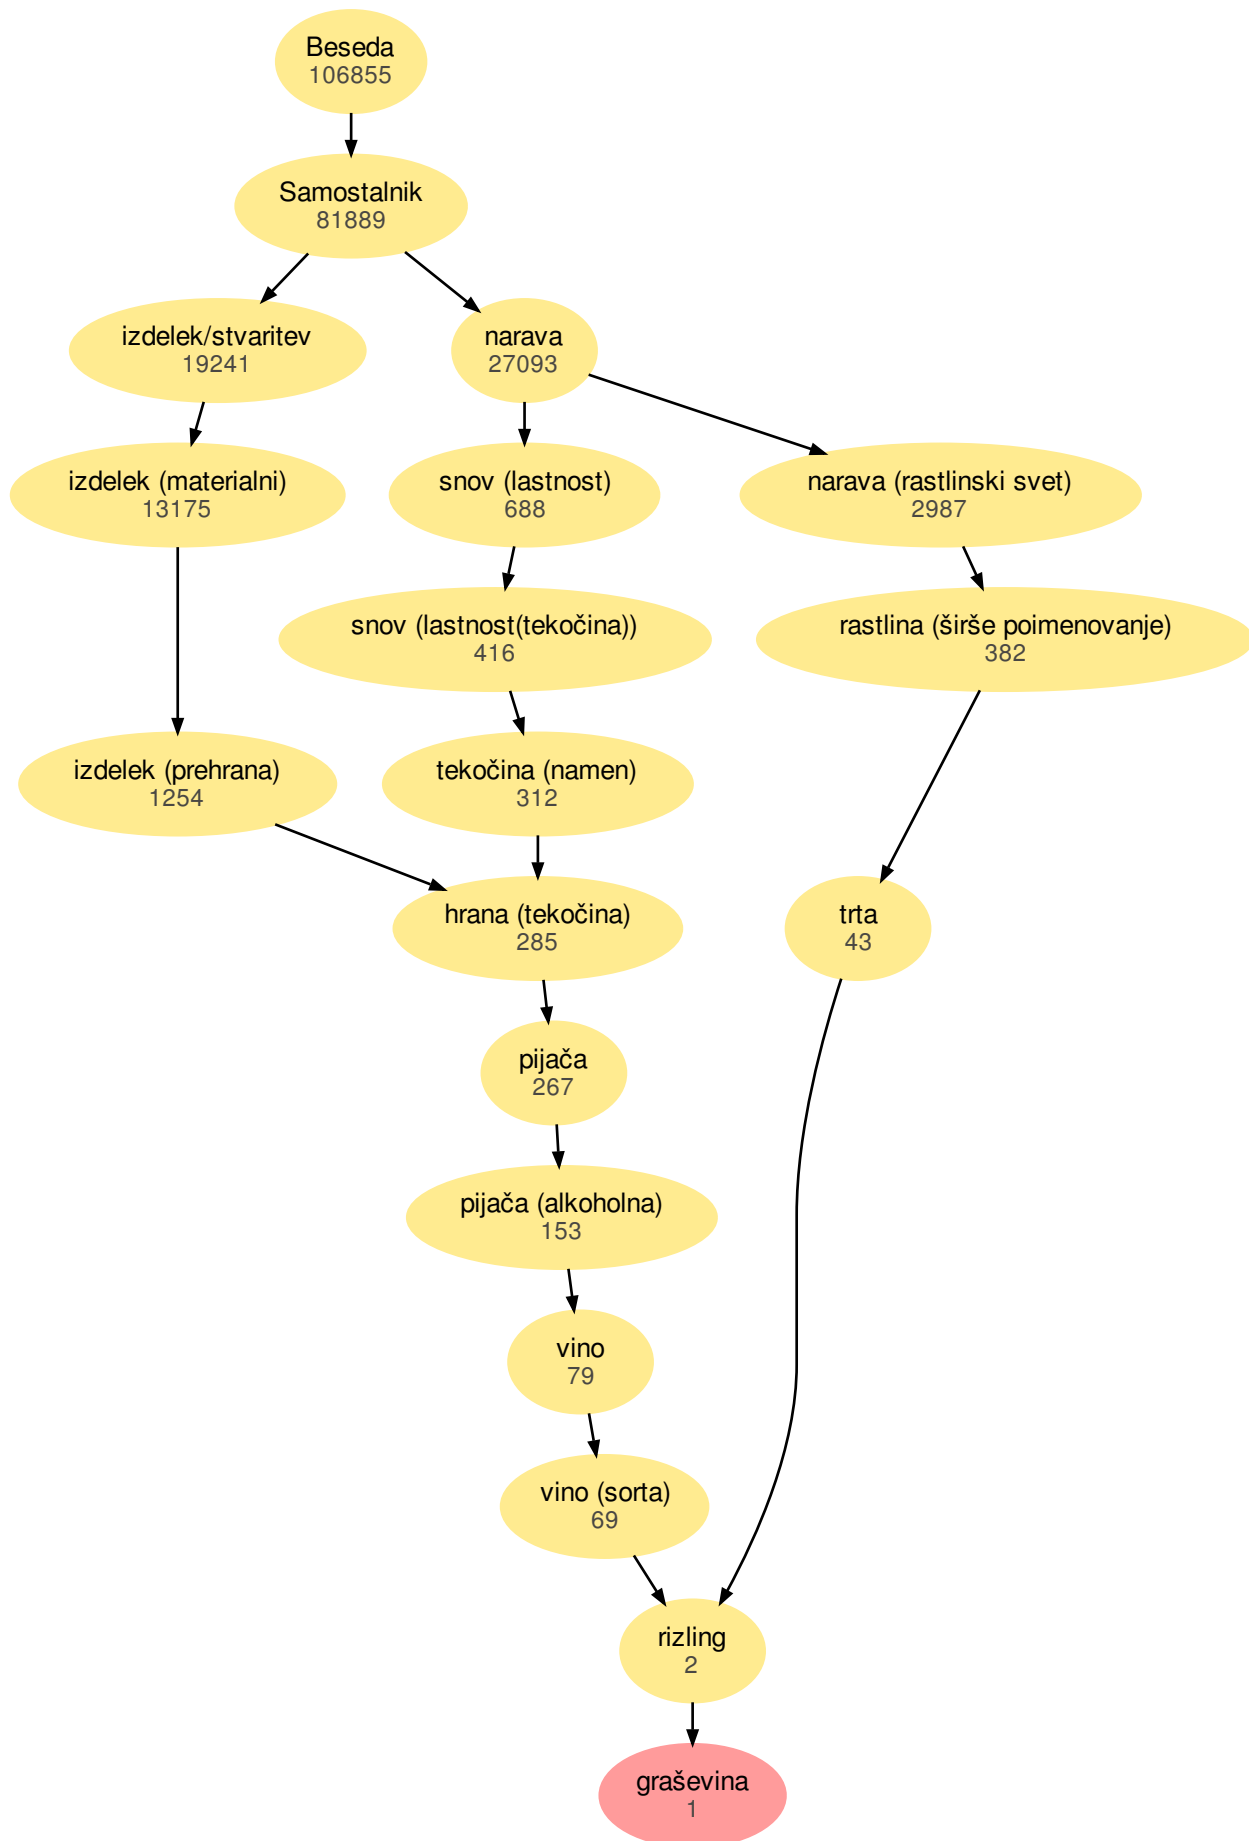 Beseda
106855
Samostalnik
81889
izdelek/stvaritev
19241
narava
27093
izdelek (materialni)
13175
snov (lastnost)
688
narava (rastlinski svet)
2987
snov (lastnost(tekočina))
416
rastlina (širše poimenovanje)
382
izdelek (prehrana)
1254
tekočina (namen)
312
hrana (tekočina)
285
trta
43
pijača
267
pijača (alkoholna)
153
vino
79
vino (sorta)
69
rizling
2
graševina
1